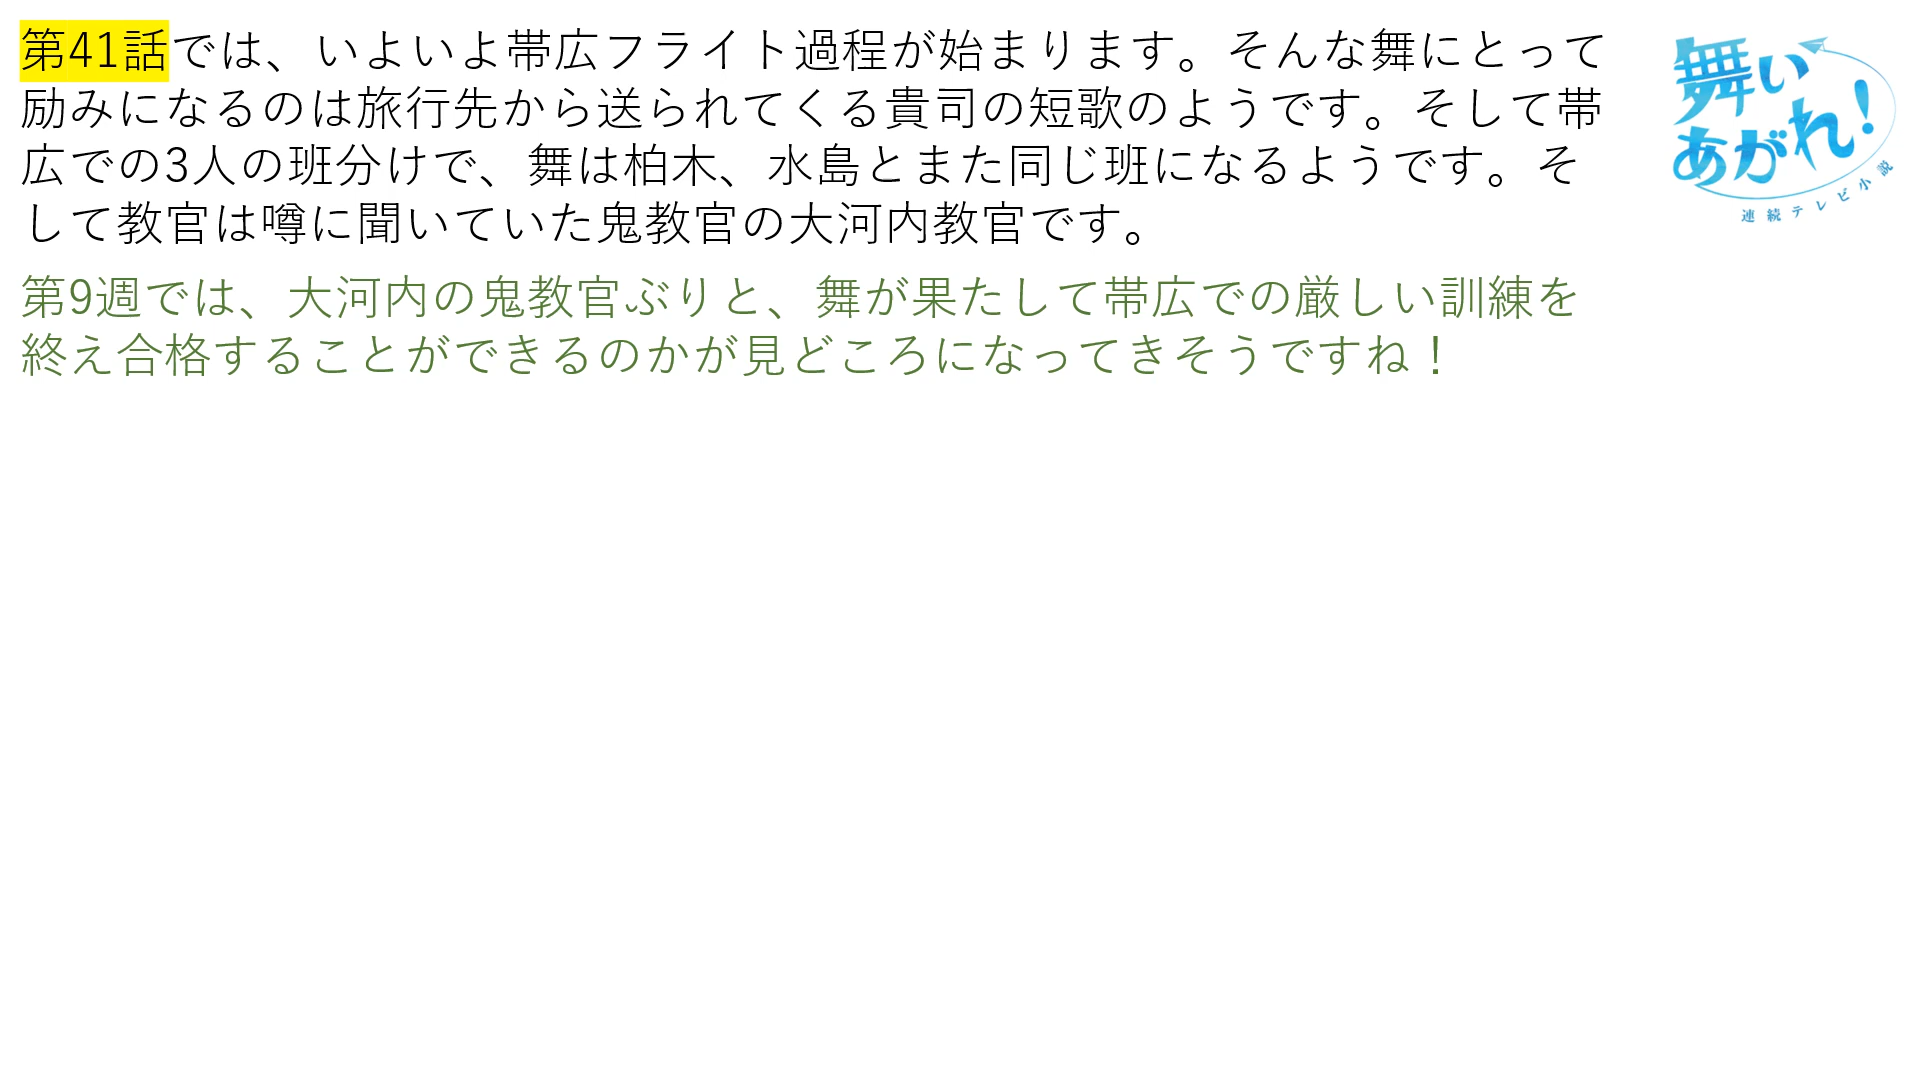 第41話では、いよいよ帯広フライト過程が始まります。そんな舞にとって
励みになるのは旅行先から送られてくる貴司の短歌のようです。そして帯
広での3人の班分けで、舞は柏木、水島とまた同じ班になるようです。そ
して教官は噂に聞いていた鬼教官の大河内教官です。
第9週では、大河内の鬼教官ぶりと、舞が果たして帯広での厳しい訓練を
終え合格することができるのかが見どころになってきそうですね！
舞い
あがれ！
連続テレビ小説